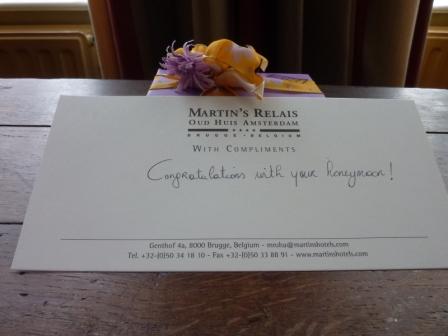 MARTIN'S RELAIS
OUD HUIS AMSTERDAM
BRUGGE - BELGIUM
WITH COMPLIMENTS
Congratulations with your honeymoon!
Genthof 4a, 8000 Brugge, Belgium - mroha@martinshotels.com
Tel. +32-(0)50 34 18 10 - Fax +32-(0)50 33 88 91 - www.martinshotels.com